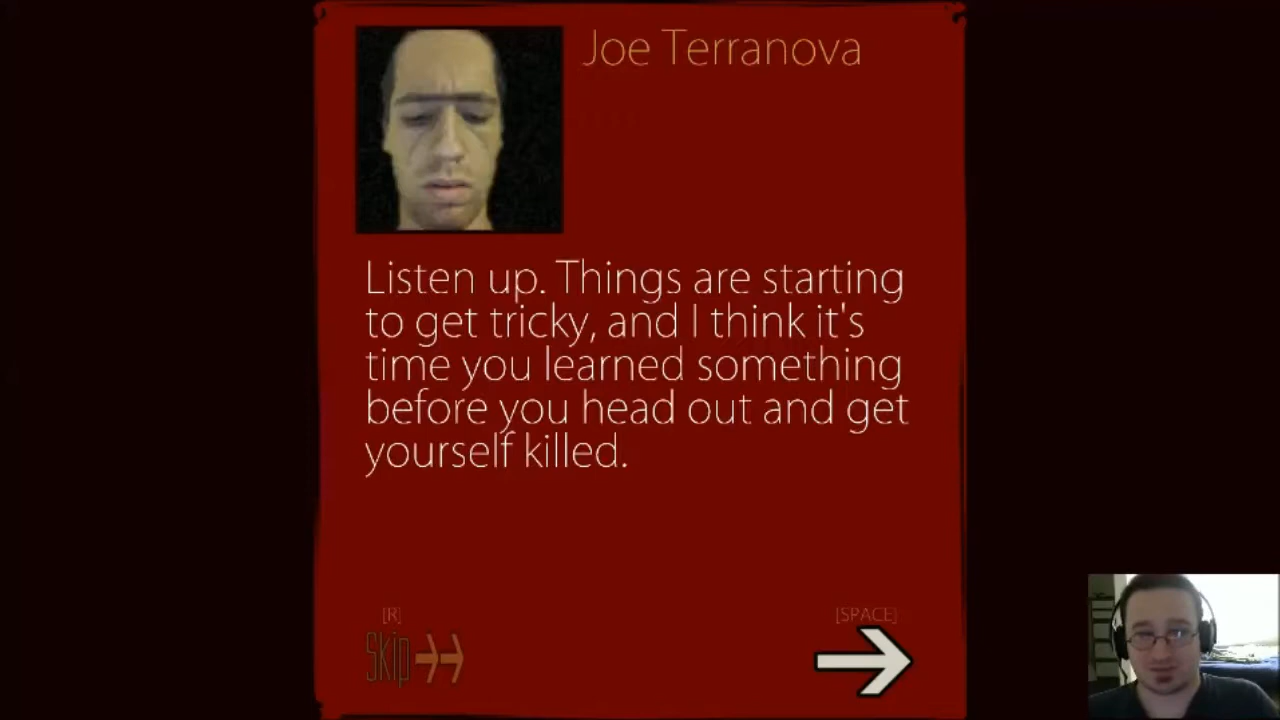 Joe Terranova
Listen up. Things are starting
to get tricky, and I think it's
time you learned something
before you head out and get
yourself killed.
[R]
[SPACE]
Skip